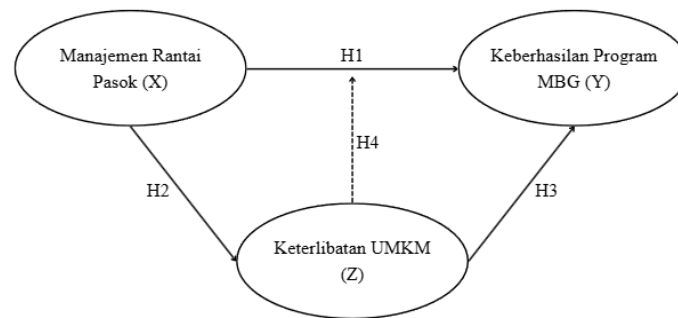 Manajemen Rantai
Pasok (X)
H1
Keberhasilan Program
MBG (Y)
H4
H2
H3
Keterlibatan UMKM
(Z)